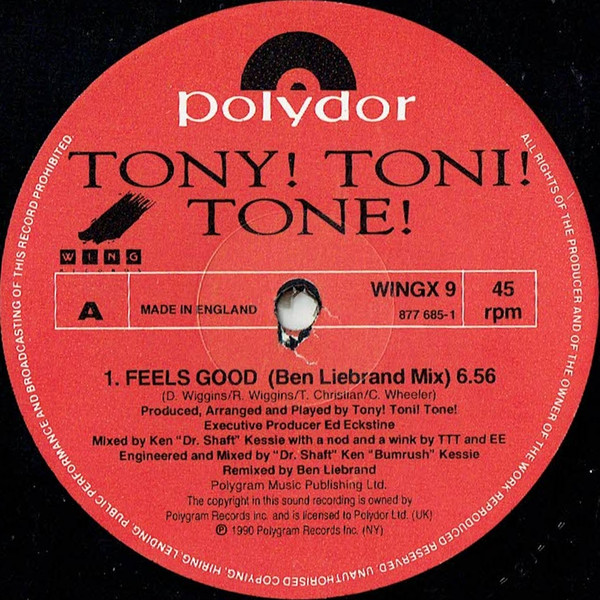 polydor
TONY! TONI!
TONE!
WING
RECORDS
A
MADE IN ENGLAND
WINGX 9
877 685-1
45
rpm
1. FEELS GOOD (Ben Liebrand Mix) 6.56
(D. Wiggins/R. Wiggins/T. Christian/C. Wheeler)
Produced, Arranged and Played by Tony! Toni! Tone!
Executive Producer Ed Eckstine
Mixed by Ken "Dr. Shaft" Kessie with a nod and a wink by TTT and EE
Engineered and Mixed by "Dr. Shaft" Ken "Bumrush" Kessie
Remixed by Ben Liebrand
Polygram Music Publishing Ltd.
The copyright in this sound recording is owned by
Polygram Records Inc. and is licensed to Polydor Ltd. (UK)
℗ 1990 Polygram Records Inc. (NY)
ALL RIGHTS OF THE PRODUCER AND OF THE OWNER OF THE WORK REPRODUCED RESERVED. UNAUTHORISED COPYING, HIRING, LENDING, PUBLIC PERFORMANCE AND BROADCASTING OF THIS RECORD PROHIBITED.